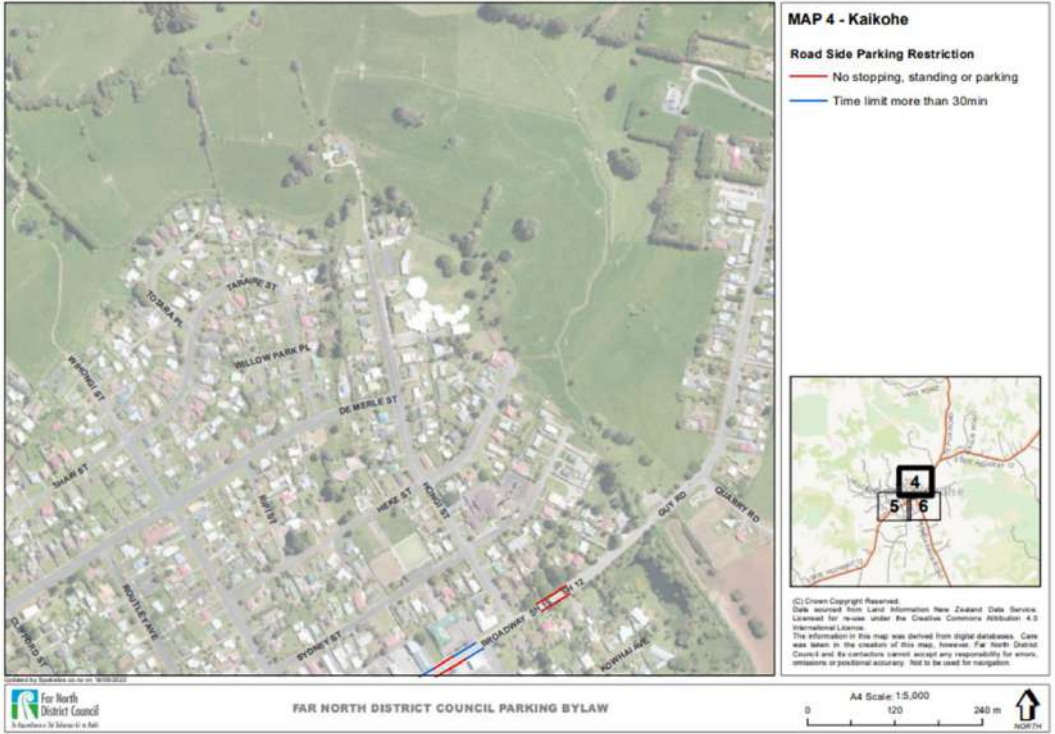 MAP 4 - Kaikohe
Road Side Parking Restriction
No stopping, standing or parking
Time limit more than 30min
TARAIRE ST
TOTARA PL
WILLOW PARK PL
WIHONGI ST
DE MERLE ST
SHAW ST
HEKE ST
HONGI ST
GUY RD
QUARRY RD
ROUTLEY AVE
CLIFFORD ST
SYDNEY ST
BROADWAY
SH 12
KOWHAI AVE
4
5
6
(C) Crown Copyright Reserved.
Data sourced from Land Information New Zealand Data Service.
Licensed for re-use under the Creative Commons Attribution 4.0
International Licence.
The information in this map was derived from digital databases. Care
was taken in the creation of this map, however, Far North District
Council and its contractors cannot accept any responsibility for errors,
omissions or positional accuracy. Not to be used for navigation.
Far North
District Council
FAR NORTH DISTRICT COUNCIL PARKING BYLAW
A4 Scale: 1:5,000
0 120 240 m
NORTH